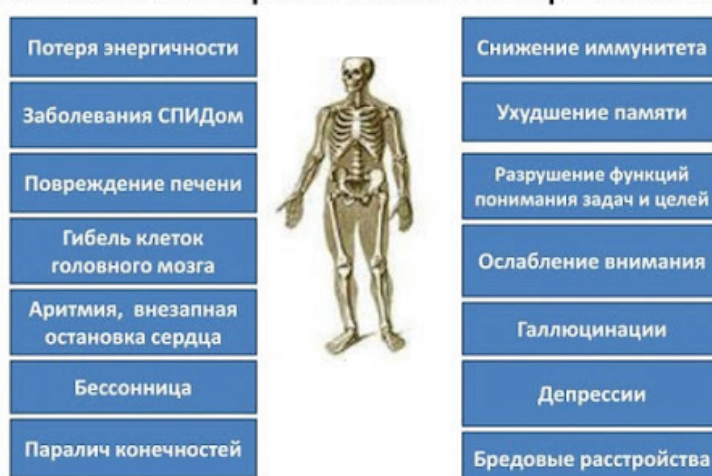 Потеря энергичности
Заболевания СПИДом
Повреждение печени
Гибель клеток
головного мозга
Аритмия, внезапная
остановка сердца
Бессонница
Паралич конечностей
Снижение иммунитета
Ухудшение памяти
Разрушение функций
понимания задач и целей
Ослабление внимания
Галлюцинации
Депрессии
Бредовые расстройства